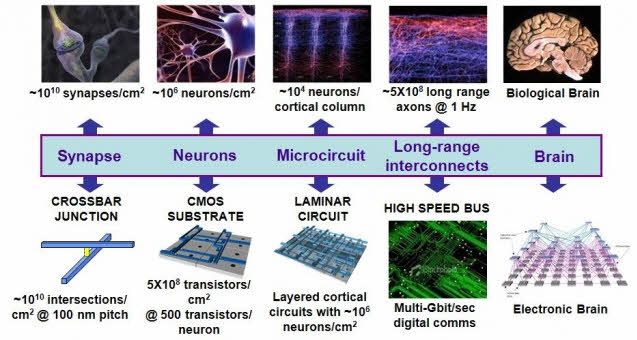 ~10¹⁰ synapses/cm²
~10⁶ neurons/cm²
~10⁴ neurons/
cortical column
~5X10⁸ long range
axons @ 1 Hz
Biological Brain
Synapse
Neurons
Microcircuit
Long-range
interconnects
Brain
CROSSBAR
JUNCTION
~10¹⁰ intersections/
cm² @ 100 nm pitch
CMOS
SUBSTRATE
5X10⁸ transistors/
cm²
@ 500 transistors/
neuron
LAMINAR
CIRCUIT
Layered cortical
circuits with ~10⁶
neurons/cm²
HIGH SPEED BUS
iStockphoto
Multi-Gbit/sec
digital comms
Electronic Brain